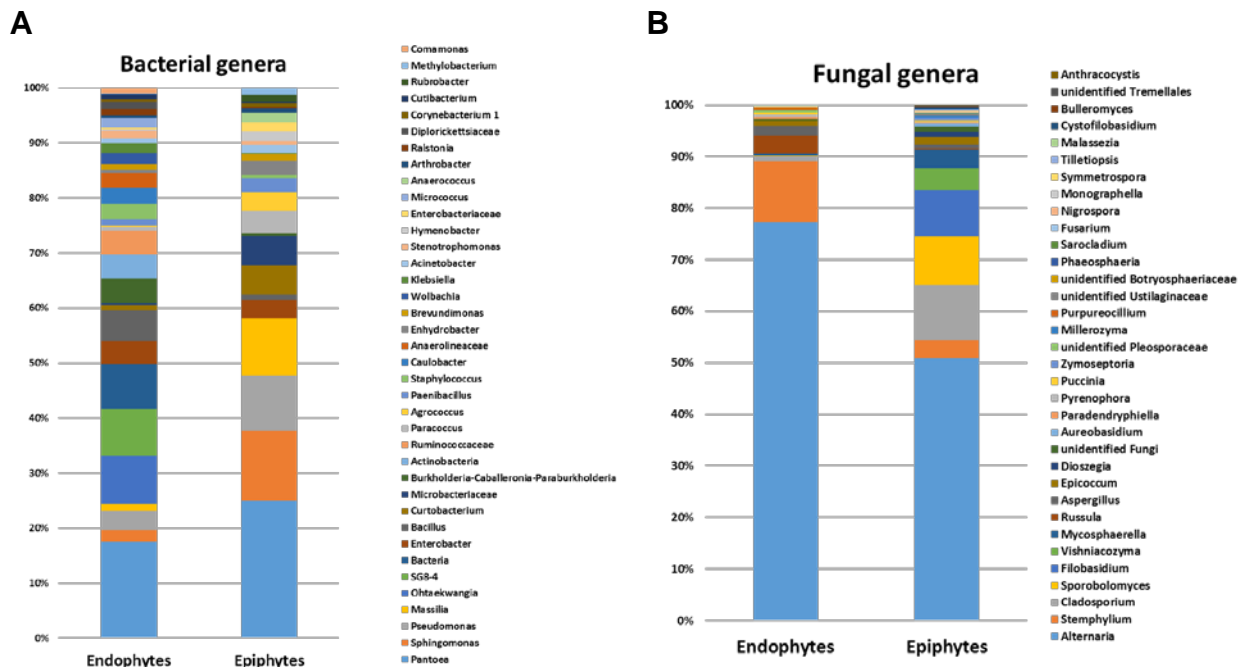 A
Bacterial genera
100%
90%
80%
70%
60%
50%
40%
30%
20%
10%
0%
Endophytes
Epiphytes
Comamonas
Methylobacterium
Rubrobacter
Cutibacterium
Corynebacterium 1
Diplorickettsiaceae
Ralstonia
Arthrobacter
Anaerococcus
Micrococcus
Enterobacteriaceae
Hymenobacter
Stenotrophomonas
Acinetobacter
Klebsiella
Wolbachia
Brevundimonas
Enhydrobacter
Anaerolineaceae
Caulobacter
Staphylococcus
Paenibacillus
Agrococcus
Paracoccus
Ruminococcaceae
Actinobacteria
Burkholderia-Caballeronia-Paraburkholderia
Microbacteriaceae
Curtobacterium
Bacillus
Enterobacter
Bacteria
SG8-4
Ohtaekwangia
Massilia
Pseudomonas
Sphingomonas
Pantoea
B
Fungal genera
100%
90%
80%
70%
60%
50%
40%
30%
20%
10%
0%
Endophytes
Epiphytes
Anthracocystis
unidentified Tremellales
Bulleromyces
Cystofilobasidium
Malassezia
Tilletiopsis
Symmetrospora
Monographella
Nigrospora
Fusarium
Sarocladium
Phaeosphaeria
unidentified Botryosphaeriaceae
unidentified Ustilaginaceae
Purpureocillium
Millerozyma
unidentified Pleosporaceae
Zymoseptoria
Puccinia
Pyrenophora
Paradendryphiella
Aureobasidium
unidentified Fungi
Dioszegia
Epicoccum
Aspergillus
Russula
Mycosphaerella
Vishniacozyma
Filobasidium
Sporobolomyces
Cladosporium
Stemphylium
Alternaria